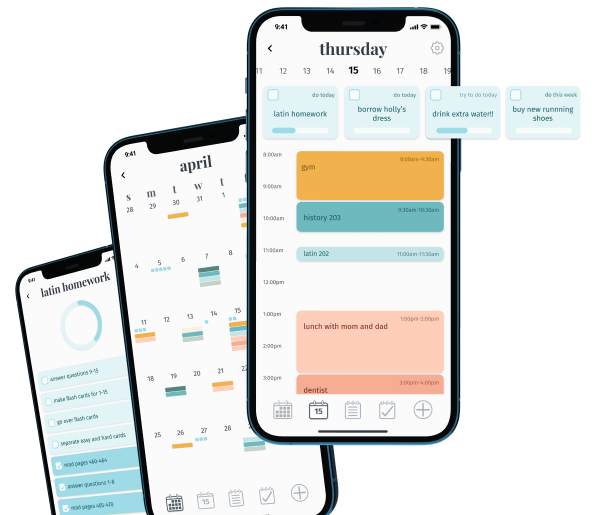 9:41
thursday
11 12 13 14 15 16 17 18 19
do today
latin homework
do today
borrow holly's
dress
try to do today
drink extra water!!
do this week
buy new runnning
shoes
8:00am
9:00am
10:00am
11:00am
12:00pm
1:00pm
2:00pm
3:00pm
8:00am-9:30am
gym
9:30am-10:30am
history 203
latin 202
11:00am-11:30am
1:00pm-3:00pm
lunch with mom and dad
3:00pm-4:00pm
dentist
15
9:41
april
s m t w t
28 29 30 31 1
4 5 6 7 8
11 12 13 14 15
18 19 20 21 22
25 26 27 28
15
9:41
latin homework
answer questions 9-15
make flash cards for 1-15
go over flash cards
separate easy and hard cards
read pages 460-464
answer questions 1-8
read pages 465-470